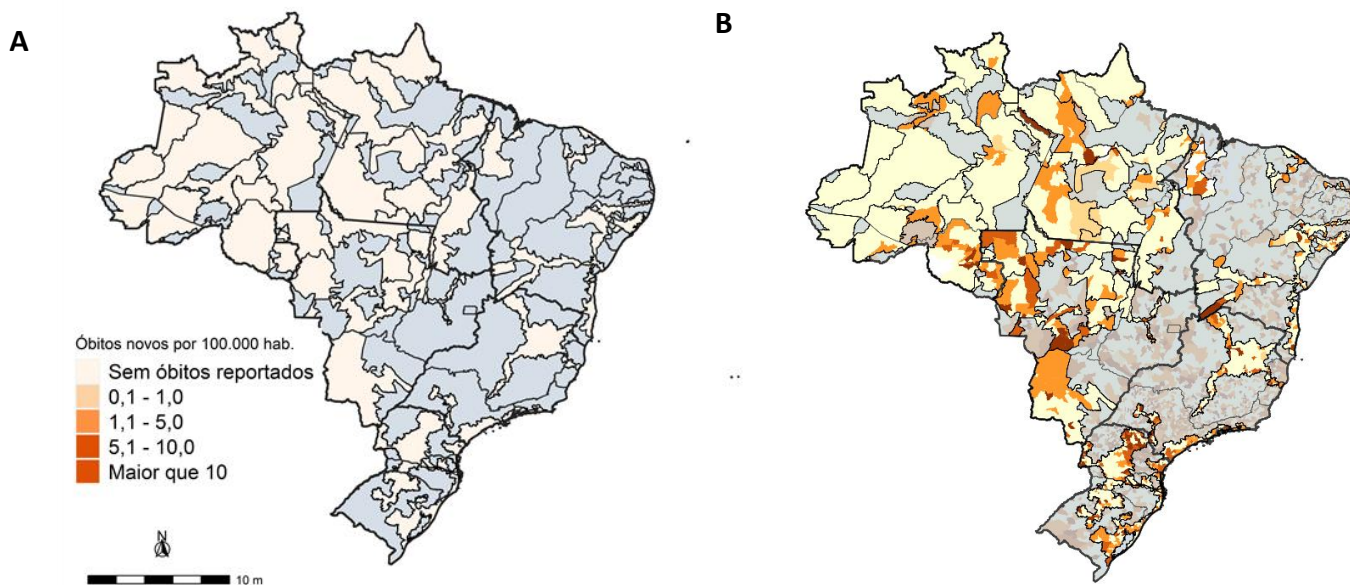 A
B
Óbitos novos por 100.000 hab.
Sem óbitos reportados
0,1 - 1,0
1,1 - 5,0
5,1 - 10,0
Maior que 10
N
10 m